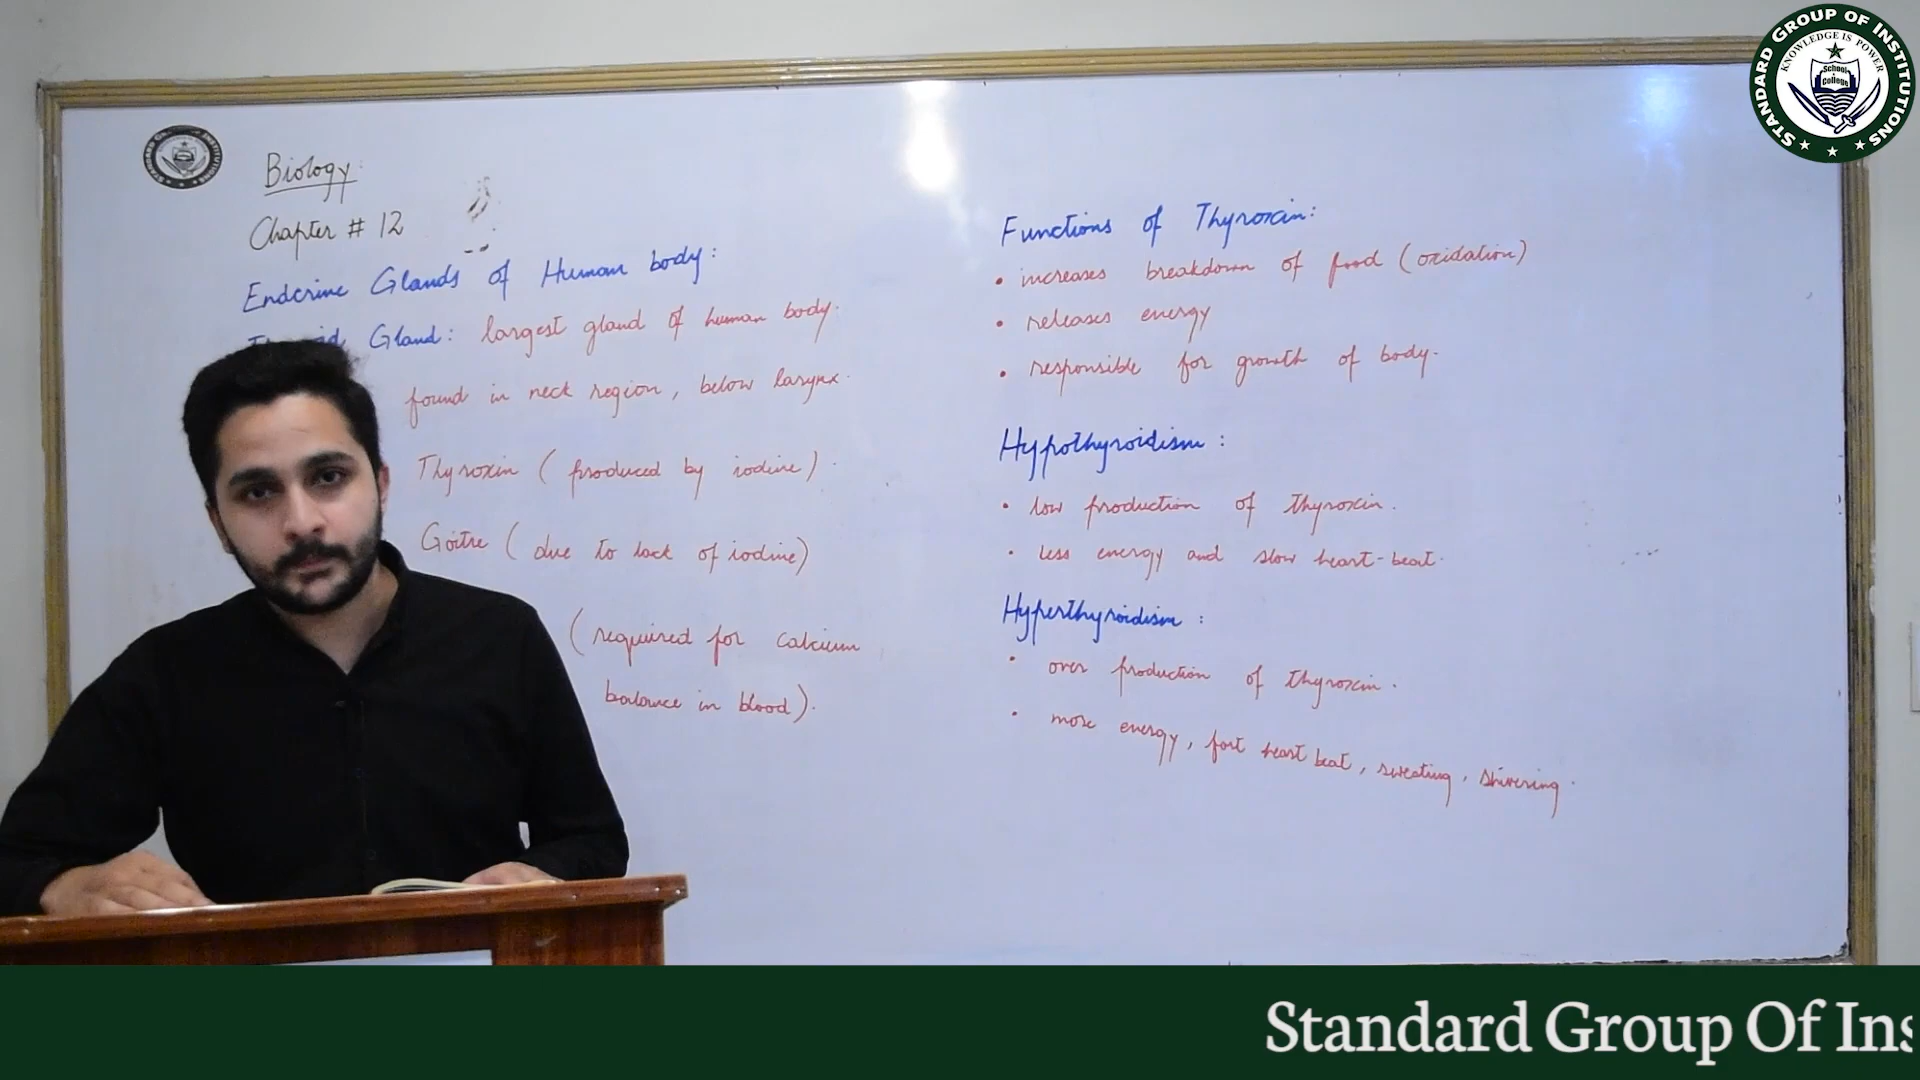 STANDARD GROUP OF INSTITUTIONS
KNOWLEDGE IS POWER
School
College
Biology:
Chapter # 12
Endcrine Glands of Human body:
Gland: largest gland of human body.
found in neck region, below larynx.
Thyroxin (produced by iodine).
Goitre (due to lack of iodine)
(required for calcium
balance in blood).
Functions of Thyroxin:
• increases breakdown of food (oxidation)
• releases energy
• responsible for growth of body.
Hypothyroidism:
• low production of thyroxin.
• less energy and slow heart-beat.
Hyperthyroidism:
• over production of thyroxin.
• more energy, fast heart beat, sweating, shivering.
Standard Group Of Ins